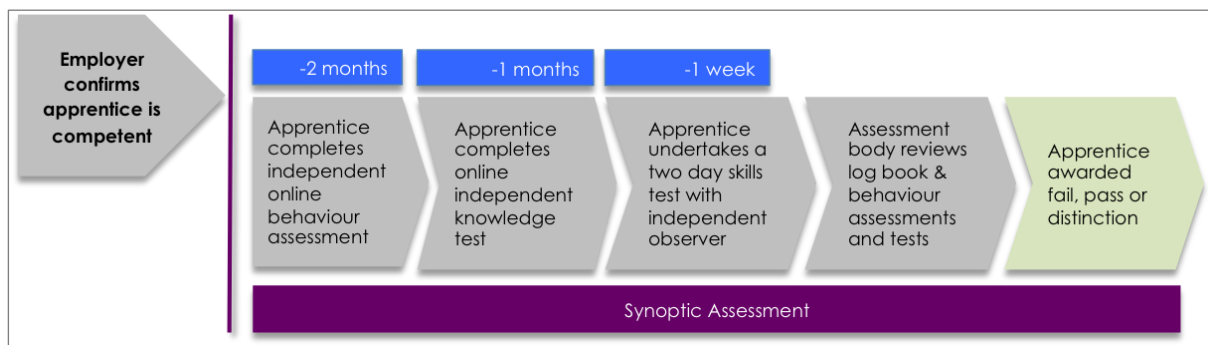 Employer
confirms
apprentice is
competent
-2 months
Apprentice
completes
independent
online
behaviour
assessment
-1 months
Apprentice
completes
online
independent
knowledge
test
-1 week
Apprentice
undertakes a
two day skills
test with
independent
observer
Assessment
body reviews
log book &
behaviour
assessments
and tests
Apprentice
awarded
fail, pass or
distinction
Synoptic Assessment